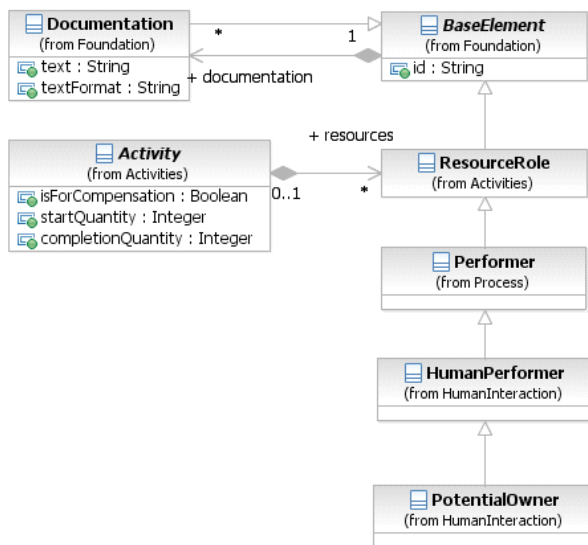 Documentation
(from Foundation)
text : String
textFormat : String
*
1
+ documentation
BaseElement
(from Foundation)
id : String
Activity
(from Activities)
isForCompensation : Boolean
startQuantity : Integer
completionQuantity : Integer
+ resources
0..1
*
ResourceRole
(from Activities)
Performer
(from Process)
HumanPerformer
(from HumanInteraction)
PotentialOwner
(from HumanInteraction)